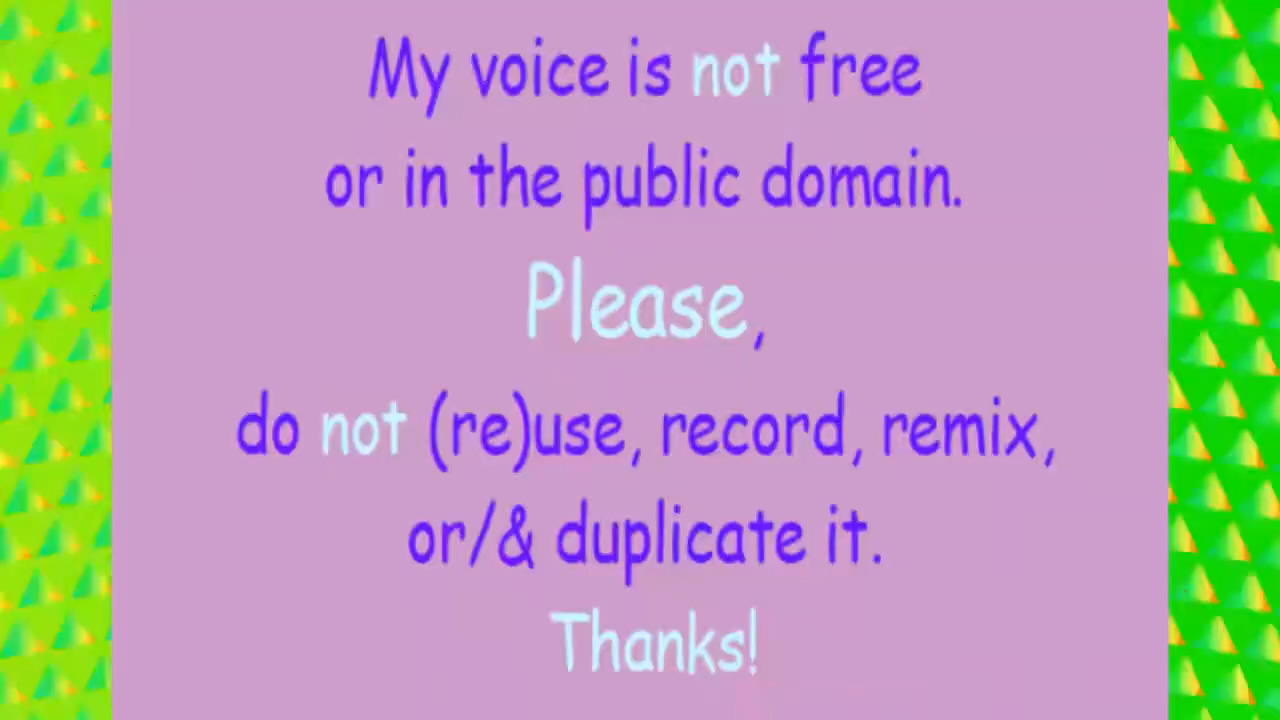 My voice is not free
or in the public domain.
Please,
do not (re)use, record, remix,
or/& duplicate it.
Thanks!